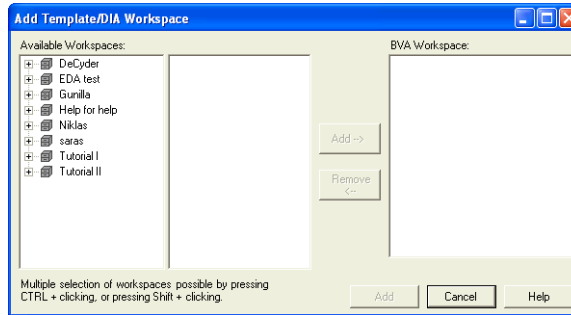 Add Template/DIA Workspace
Available Workspaces:
BVA Workspace:
DeCyder
EDA test
Gunilla
Help for help
Niklas
saras
Tutorial I
Tutorial II
Add -->
Remove
<--
Multiple selection of workspaces possible by pressing
CTRL + clicking, or pressing Shift + clicking.
Add
Cancel
Help